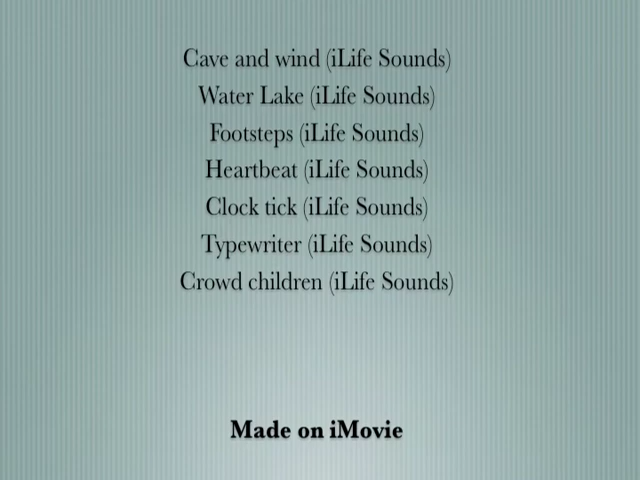 Cave and wind (iLife Sounds)
Water Lake (iLife Sounds)
Footsteps (iLife Sounds)
Heartbeat (iLife Sounds)
Clock tick (iLife Sounds)
Typewriter (iLife Sounds)
Crowd children (iLife Sounds)
Made on iMovie